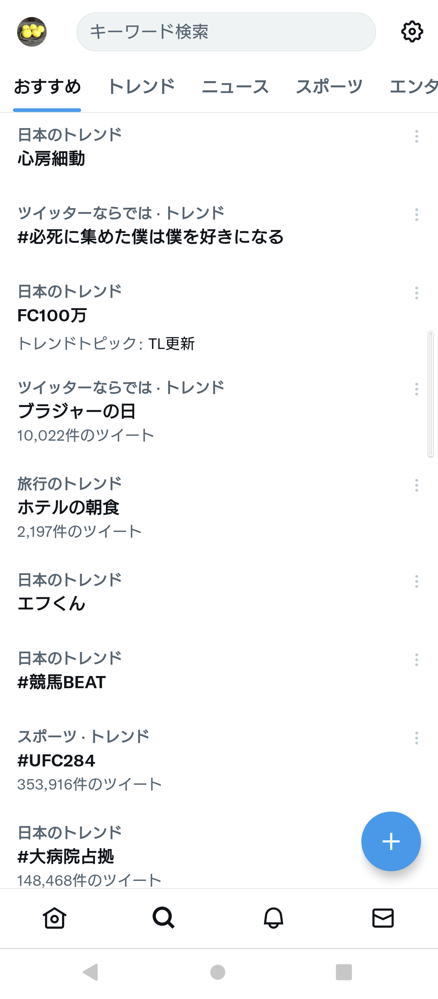 キーワード検索
おすすめ トレンド ニュース スポーツ エンタ
日本のトレンド
心房細動
ツイッターならでは · トレンド
#必死に集めた僕は僕を好きになる
日本のトレンド
FC100万
トレンドトピック: TL更新
ツイッターならでは · トレンド
ブラジャーの日
10,022件のツイート
旅行のトレンド
ホテルの朝食
2,197件のツイート
日本のトレンド
エフくん
日本のトレンド
#競馬BEAT
スポーツ · トレンド
#UFC284
353,916件のツイート
日本のトレンド
#大病院占拠
148,468件のツイート